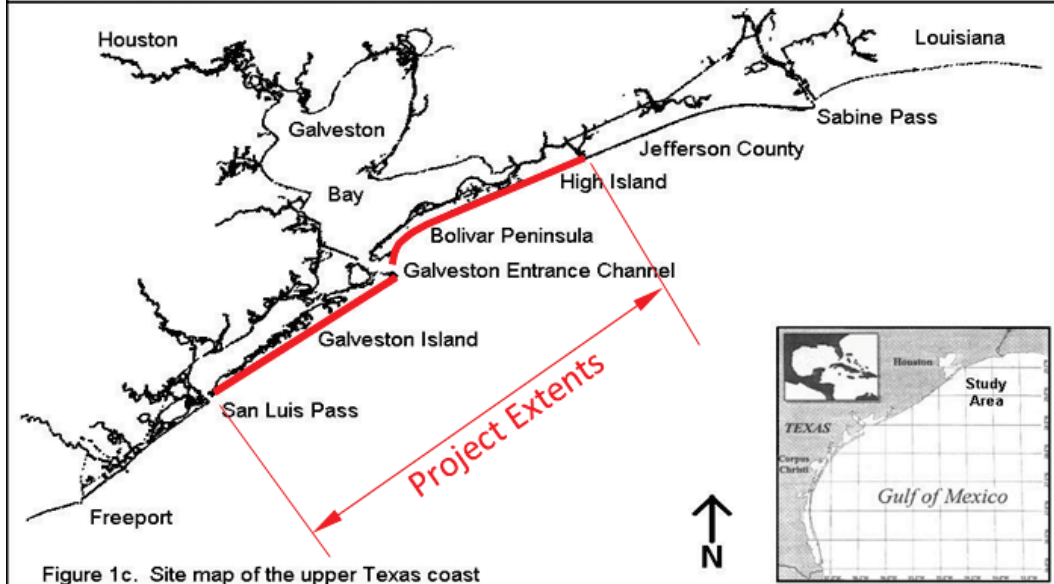 Houston
Louisiana
Galveston
Sabine Pass
Jefferson County
High Island
Bay
Bolivar Peninsula
Galveston Entrance Channel
Galveston Island
San Luis Pass
Project Extents
Freeport
N
Houston
Study
Area
TEXAS
Corpus
Christi
Gulf of Mexico
Figure 1c. Site map of the upper Texas coast